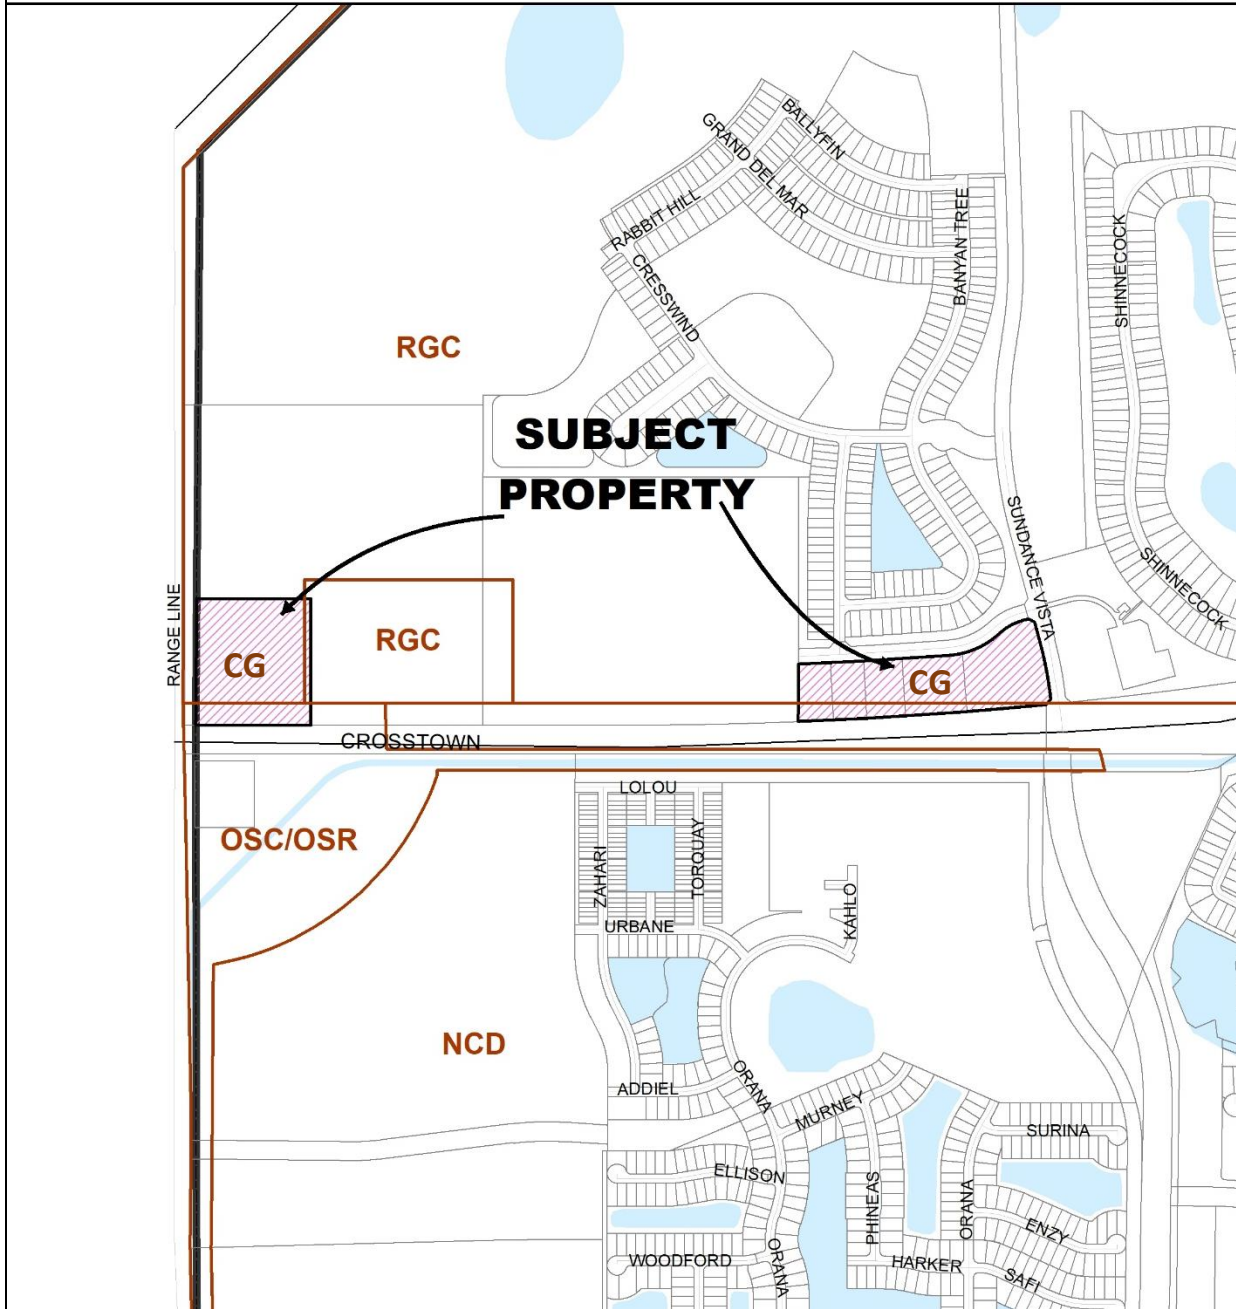 BALLYFIN
GRAND DEL MAR
RABBIT HILL
BANYAN TREE
SHINNECOCK
CRESSWIND
RGC
SUBJECT
PROPERTY
SUNDANCE VISTA
SHINNECOCK
RANGE LINE
RGC
CG
CG
CROSSTOWN
LOLOU
OSC/OSR
ZAHARI
TORQUAY
KAHLO
URBANE
NCD
ADDIEL
ORANA
MURNEY
SURINA
ELLISON
PHINEAS
ORANA
ENZY
WOODFORD
ORANA
HARKER
SAFI